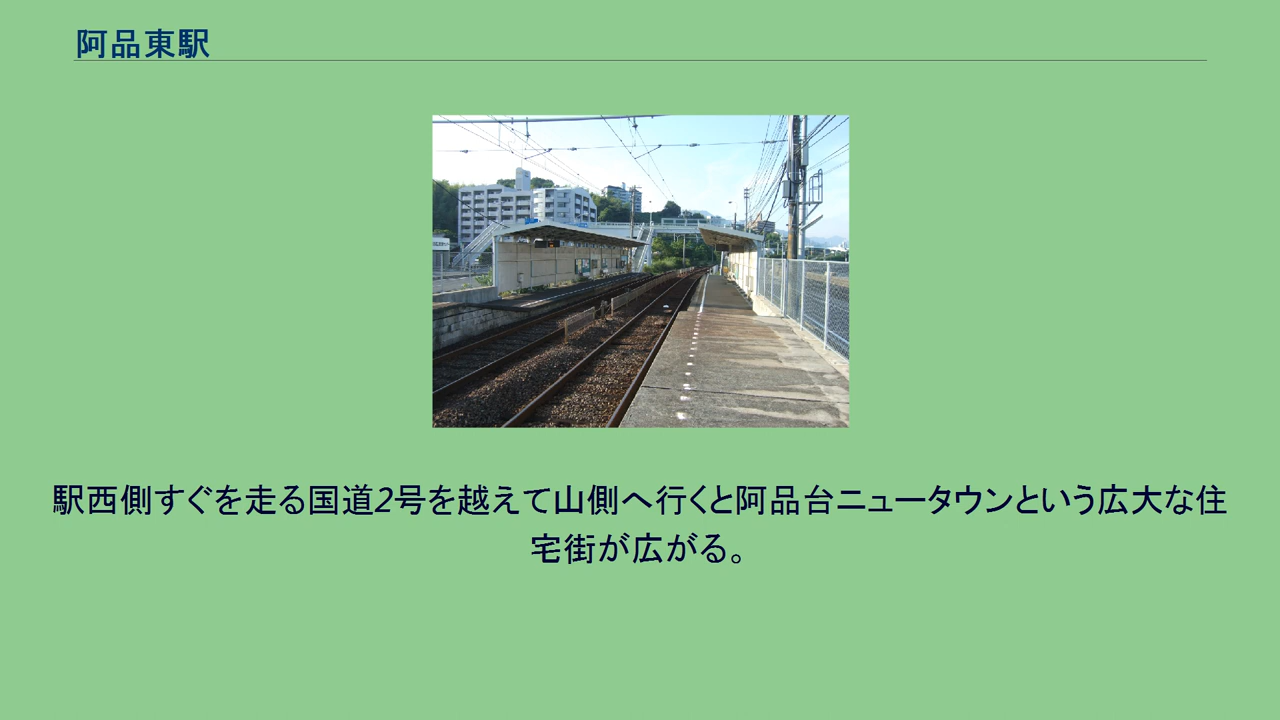 阿品東駅
駅西側すぐを走る国道2号を越えて山側へ行くと阿品台ニュータウンという広大な住
宅街が広がる。